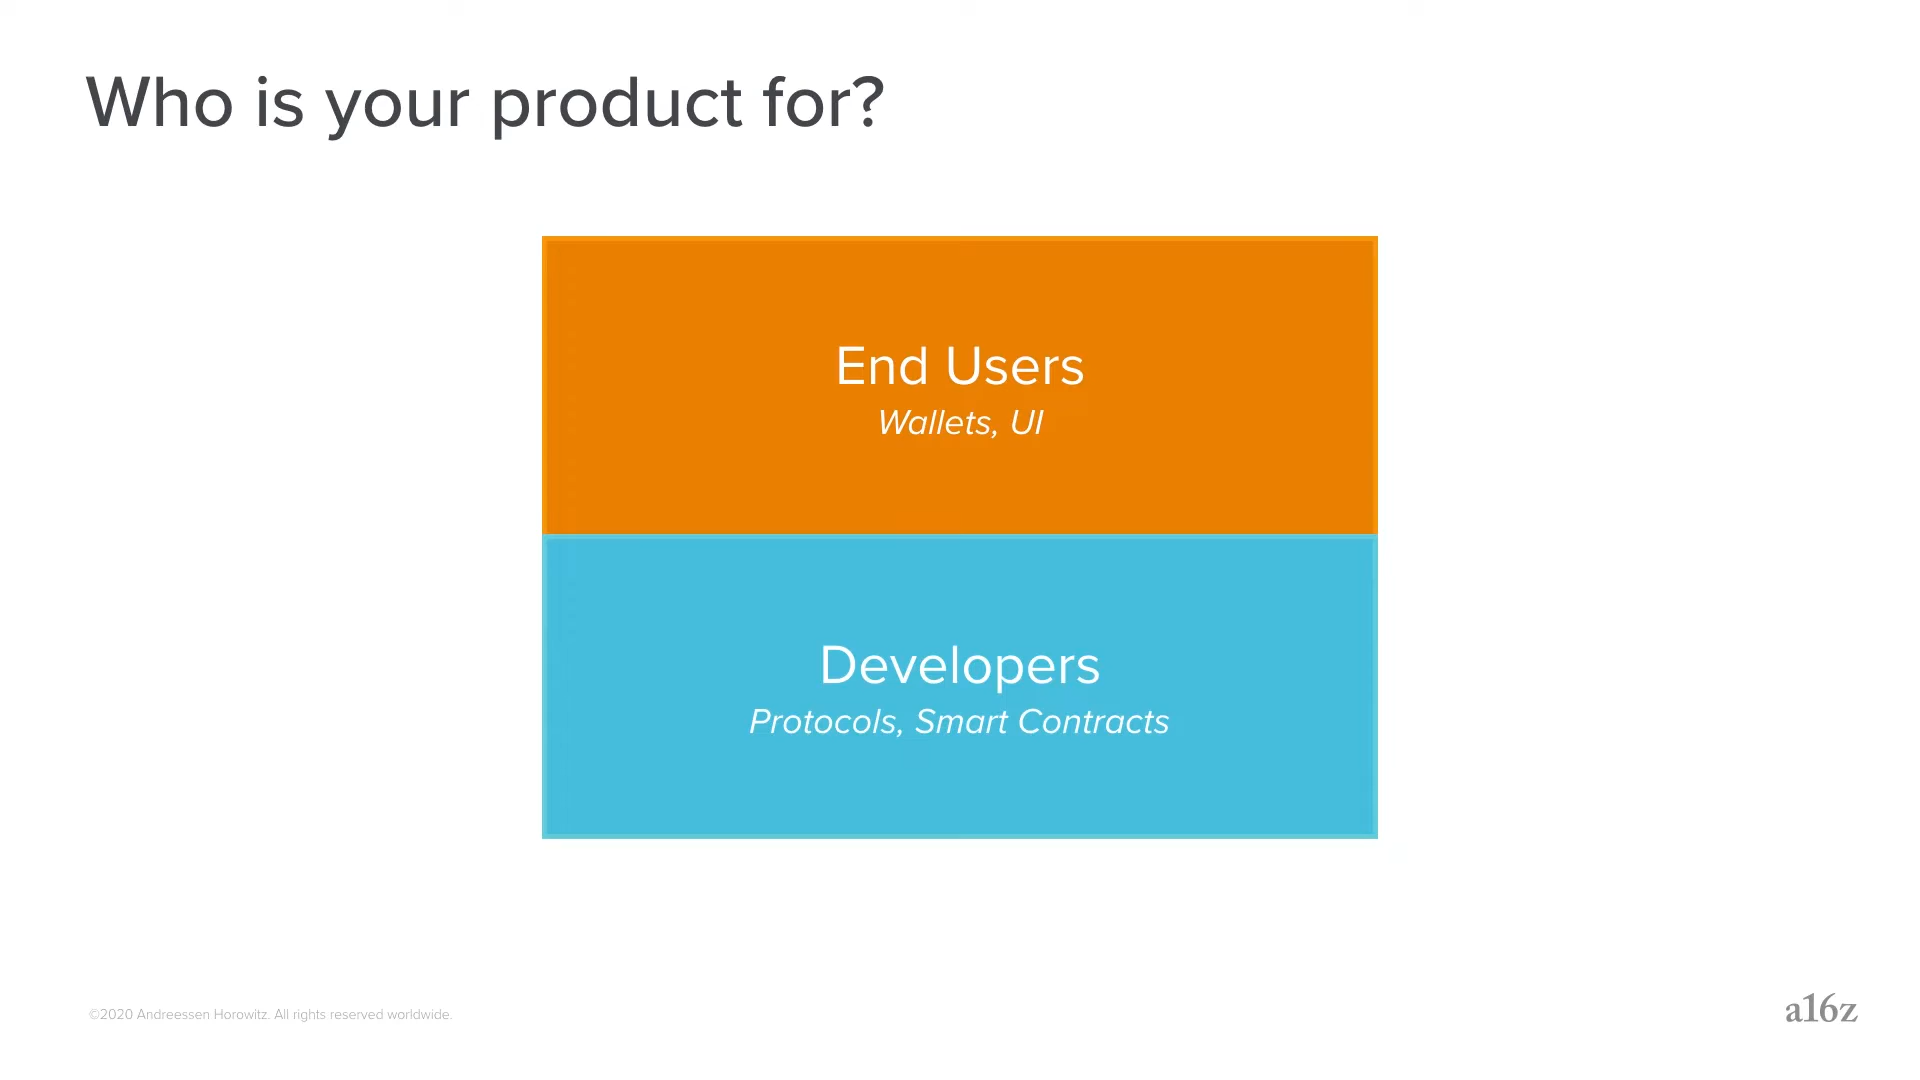 Who is your product for?
End Users
Wallets, UI
Developers
Protocols, Smart Contracts
©2020 Andreessen Horowitz. All rights reserved worldwide.
a16z